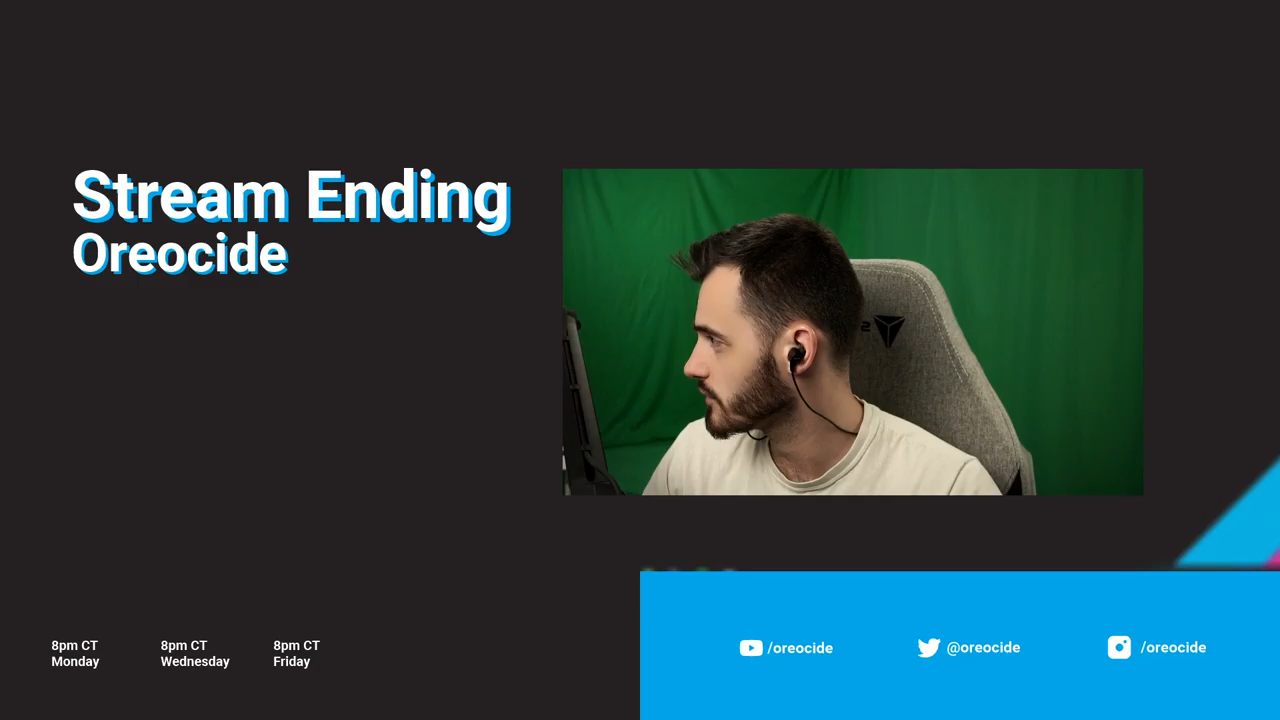 Stream Ending
Oreocide
8pm CT
Monday
8pm CT
Wednesday
8pm CT
Friday
/oreocide
@oreocide
/oreocide